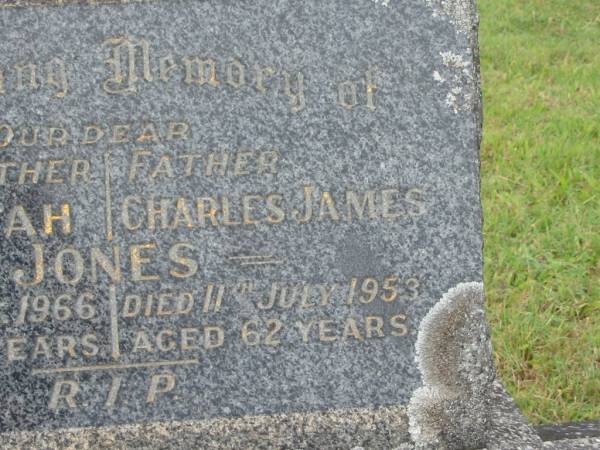 ng Memory of
OUR DEAR
THER FATHER
AH CHARLES JAMES
JONES
1966 DIED 11TH JULY 1953
EARS AGED 62 YEARS
R I P